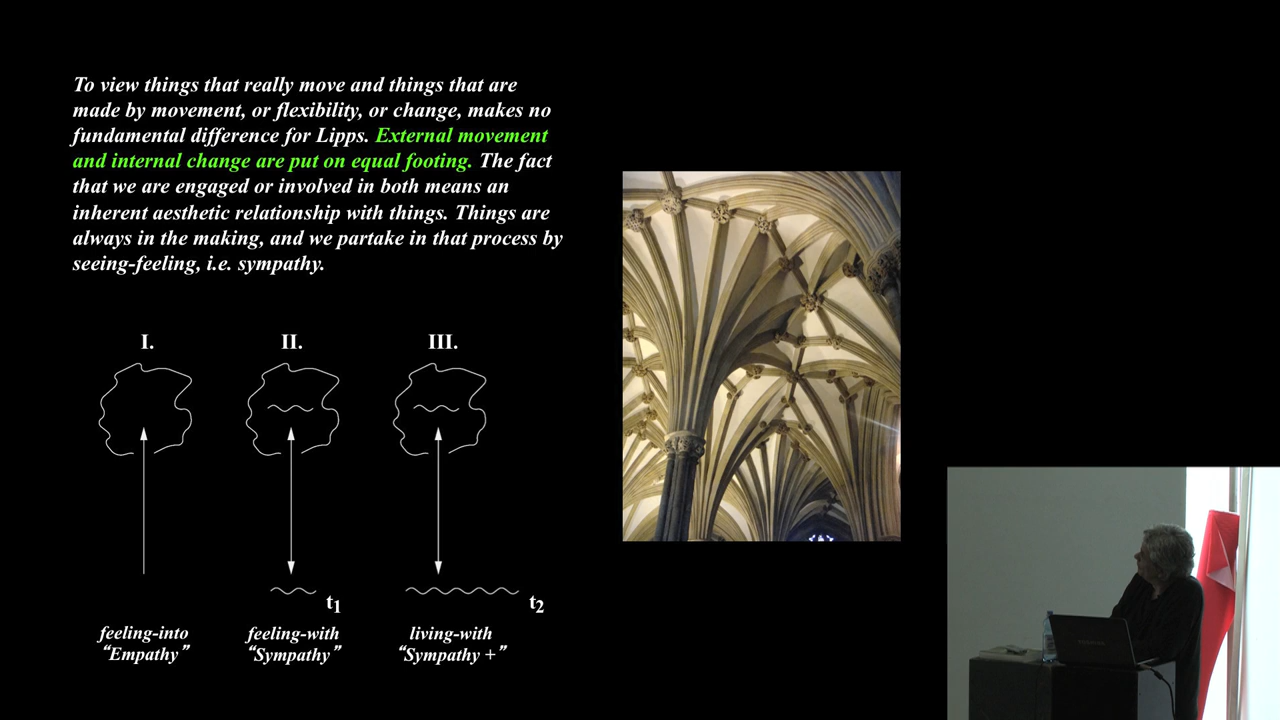 To view things that really move and things that are
made by movement, or flexibility, or change, makes no
fundamental difference for Lipps. External movement
and internal change are put on equal footing. The fact
that we are engaged or involved in both means an
inherent aesthetic relationship with things. Things are
always in the making, and we partake in that process by
seeing-feeling, i.e. sympathy.
I. II. III.
t1 t2
feeling-into feeling-with living-with
“Empathy” “Sympathy” “Sympathy +”